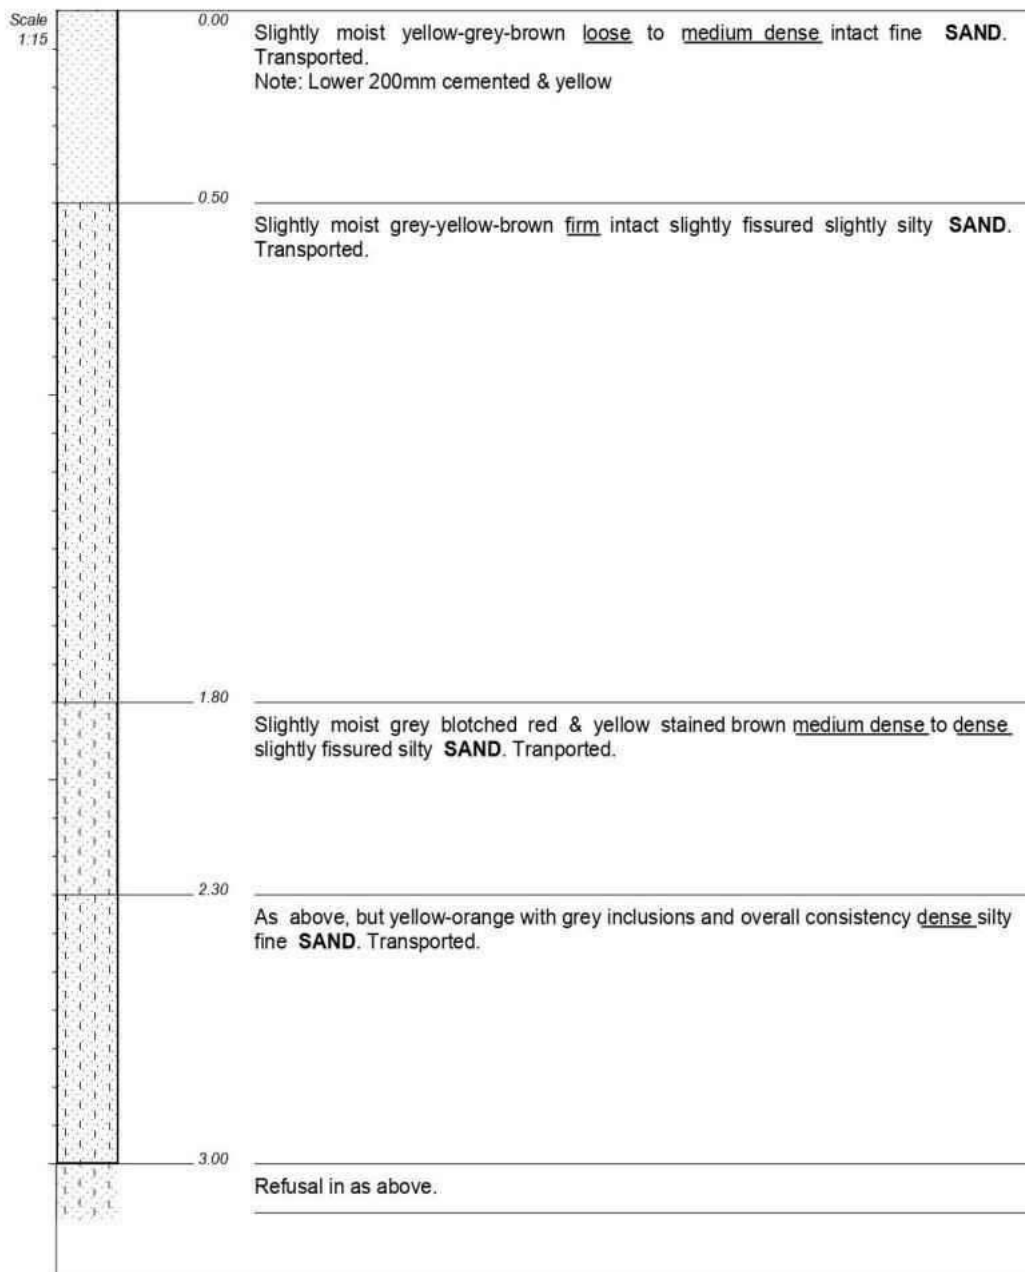 Scale
1:15
0.00
Slightly moist yellow-grey-brown loose to medium dense intact fine SAND.
Transported.
Note: Lower 200mm cemented & yellow
0.50
Slightly moist grey-yellow-brown firm intact slightly fissured slightly silty SAND.
Transported.
1.80
Slightly moist grey blotched red & yellow stained brown medium dense to dense
slightly fissured silty SAND. Tranported.
2.30
As above, but yellow-orange with grey inclusions and overall consistency dense silty
fine SAND. Transported.
3.00
Refusal in as above.